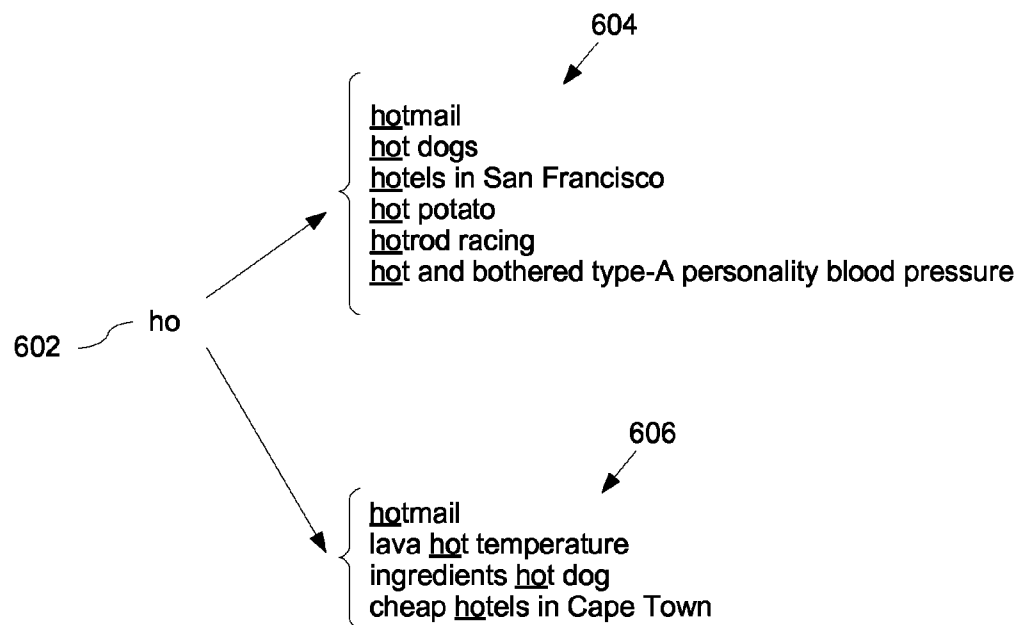 604
hotmail
hot dogs
hotels in San Francisco
hot potato
hotrod racing
hot and bothered type-A personality blood pressure
602
ho
606
hotmail
lava hot temperature
ingredients hot dog
cheap hotels in Cape Town